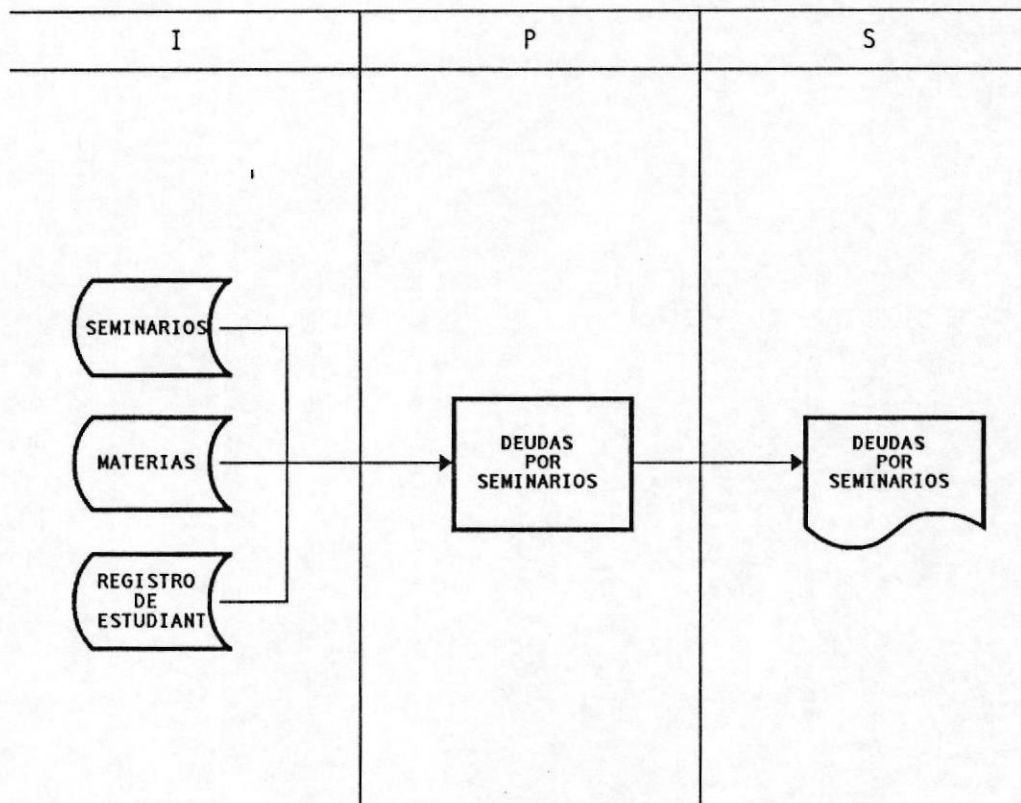 I
P
S
SEMINARIOS
MATERIAS
REGISTRO
DE
ESTUDIANT
DEUDAS
POR
SEMINARIOS
DEUDAS
POR
SEMINARIOS